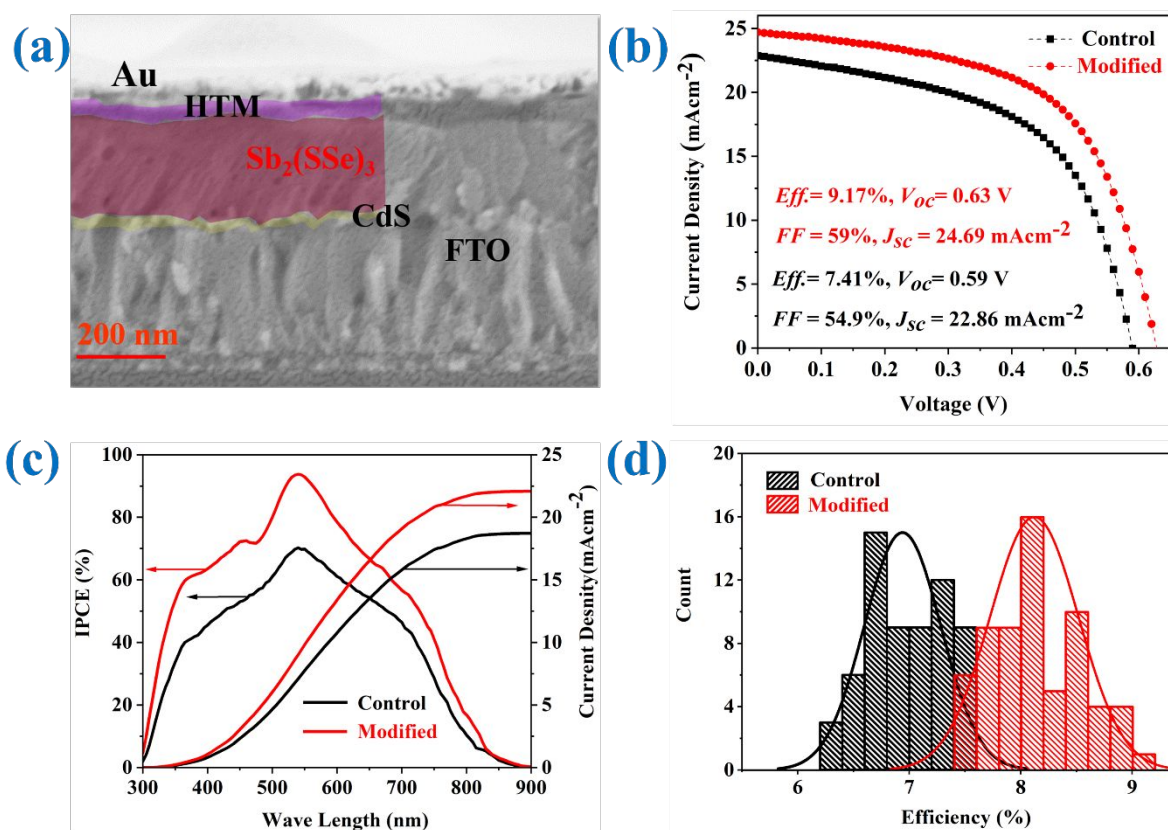 (a)
Au
HTM
Sb₂(SSe)₃
CdS
FTO
200 nm
(b)
Current Density (mAcm⁻²)
25
20
15
10
5
0
Control
Modified
Eff.= 9.17%, V_OC= 0.63 V
FF = 59%, J_SC = 24.69 mAcm⁻²
Eff.= 7.41%, V_OC= 0.59 V
FF = 54.9%, J_SC = 22.86 mAcm⁻²
0.0 0.1 0.2 0.3 0.4 0.5 0.6
Voltage (V)
(c)
IPCE (%)
100
80
60
40
20
0
Control
Modified
25
20
15
10
5
0
Current Desnity(mAcm⁻²)
300 400 500 600 700 800 900
Wave Length (nm)
(d)
Count
20
16
12
8
4
0
Control
Modified
6 7 8 9
Efficiency (%)